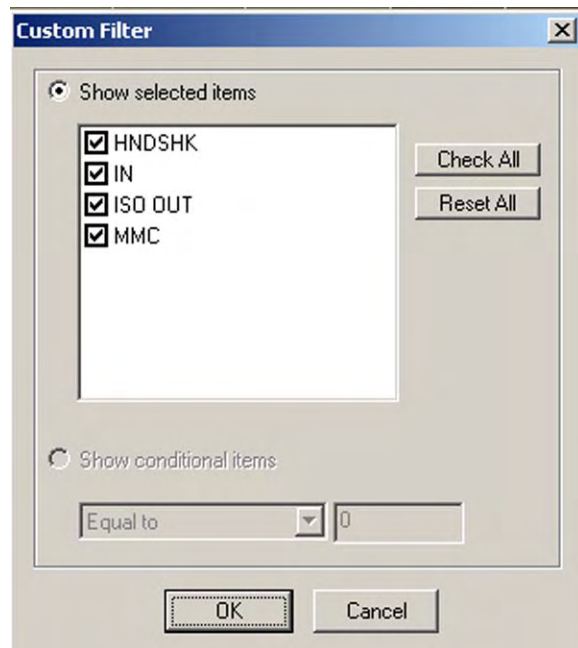 Custom Filter
Show selected items
HNDSHK
IN
ISO OUT
MMC
Check All
Reset All
Show conditional items
Equal to
0
OK
Cancel